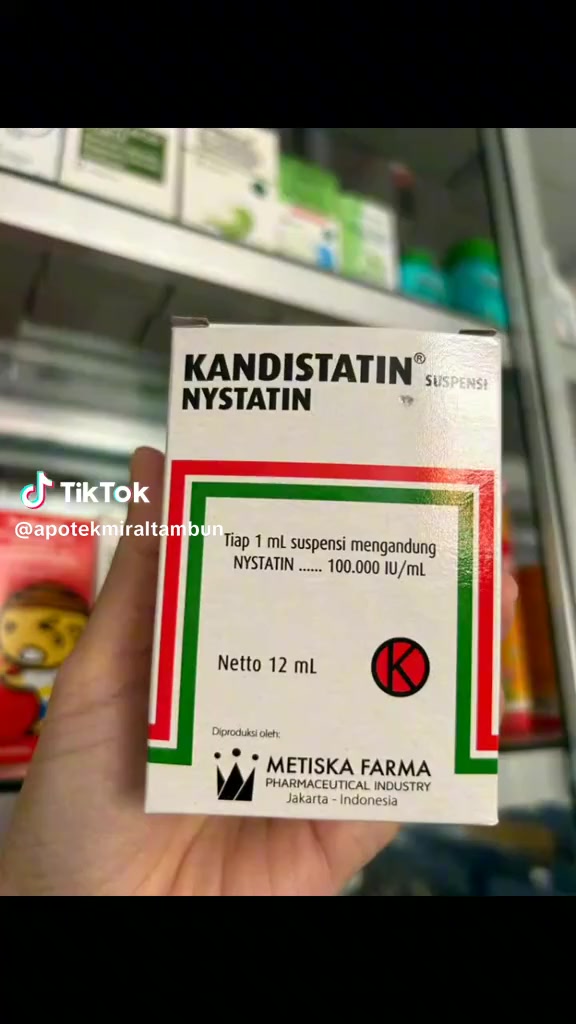 KANDISTATIN® SUSPENSI
NYSTATIN
TikTok
@apotekmiraltambun
Tiap 1 mL suspensi mengandung
NYSTATIN ...... 100.000 IU/mL
Netto 12 mL
K
Diproduksi oleh:
METISKA FARMA
PHARMACEUTICAL INDUSTRY
Jakarta - Indonesia